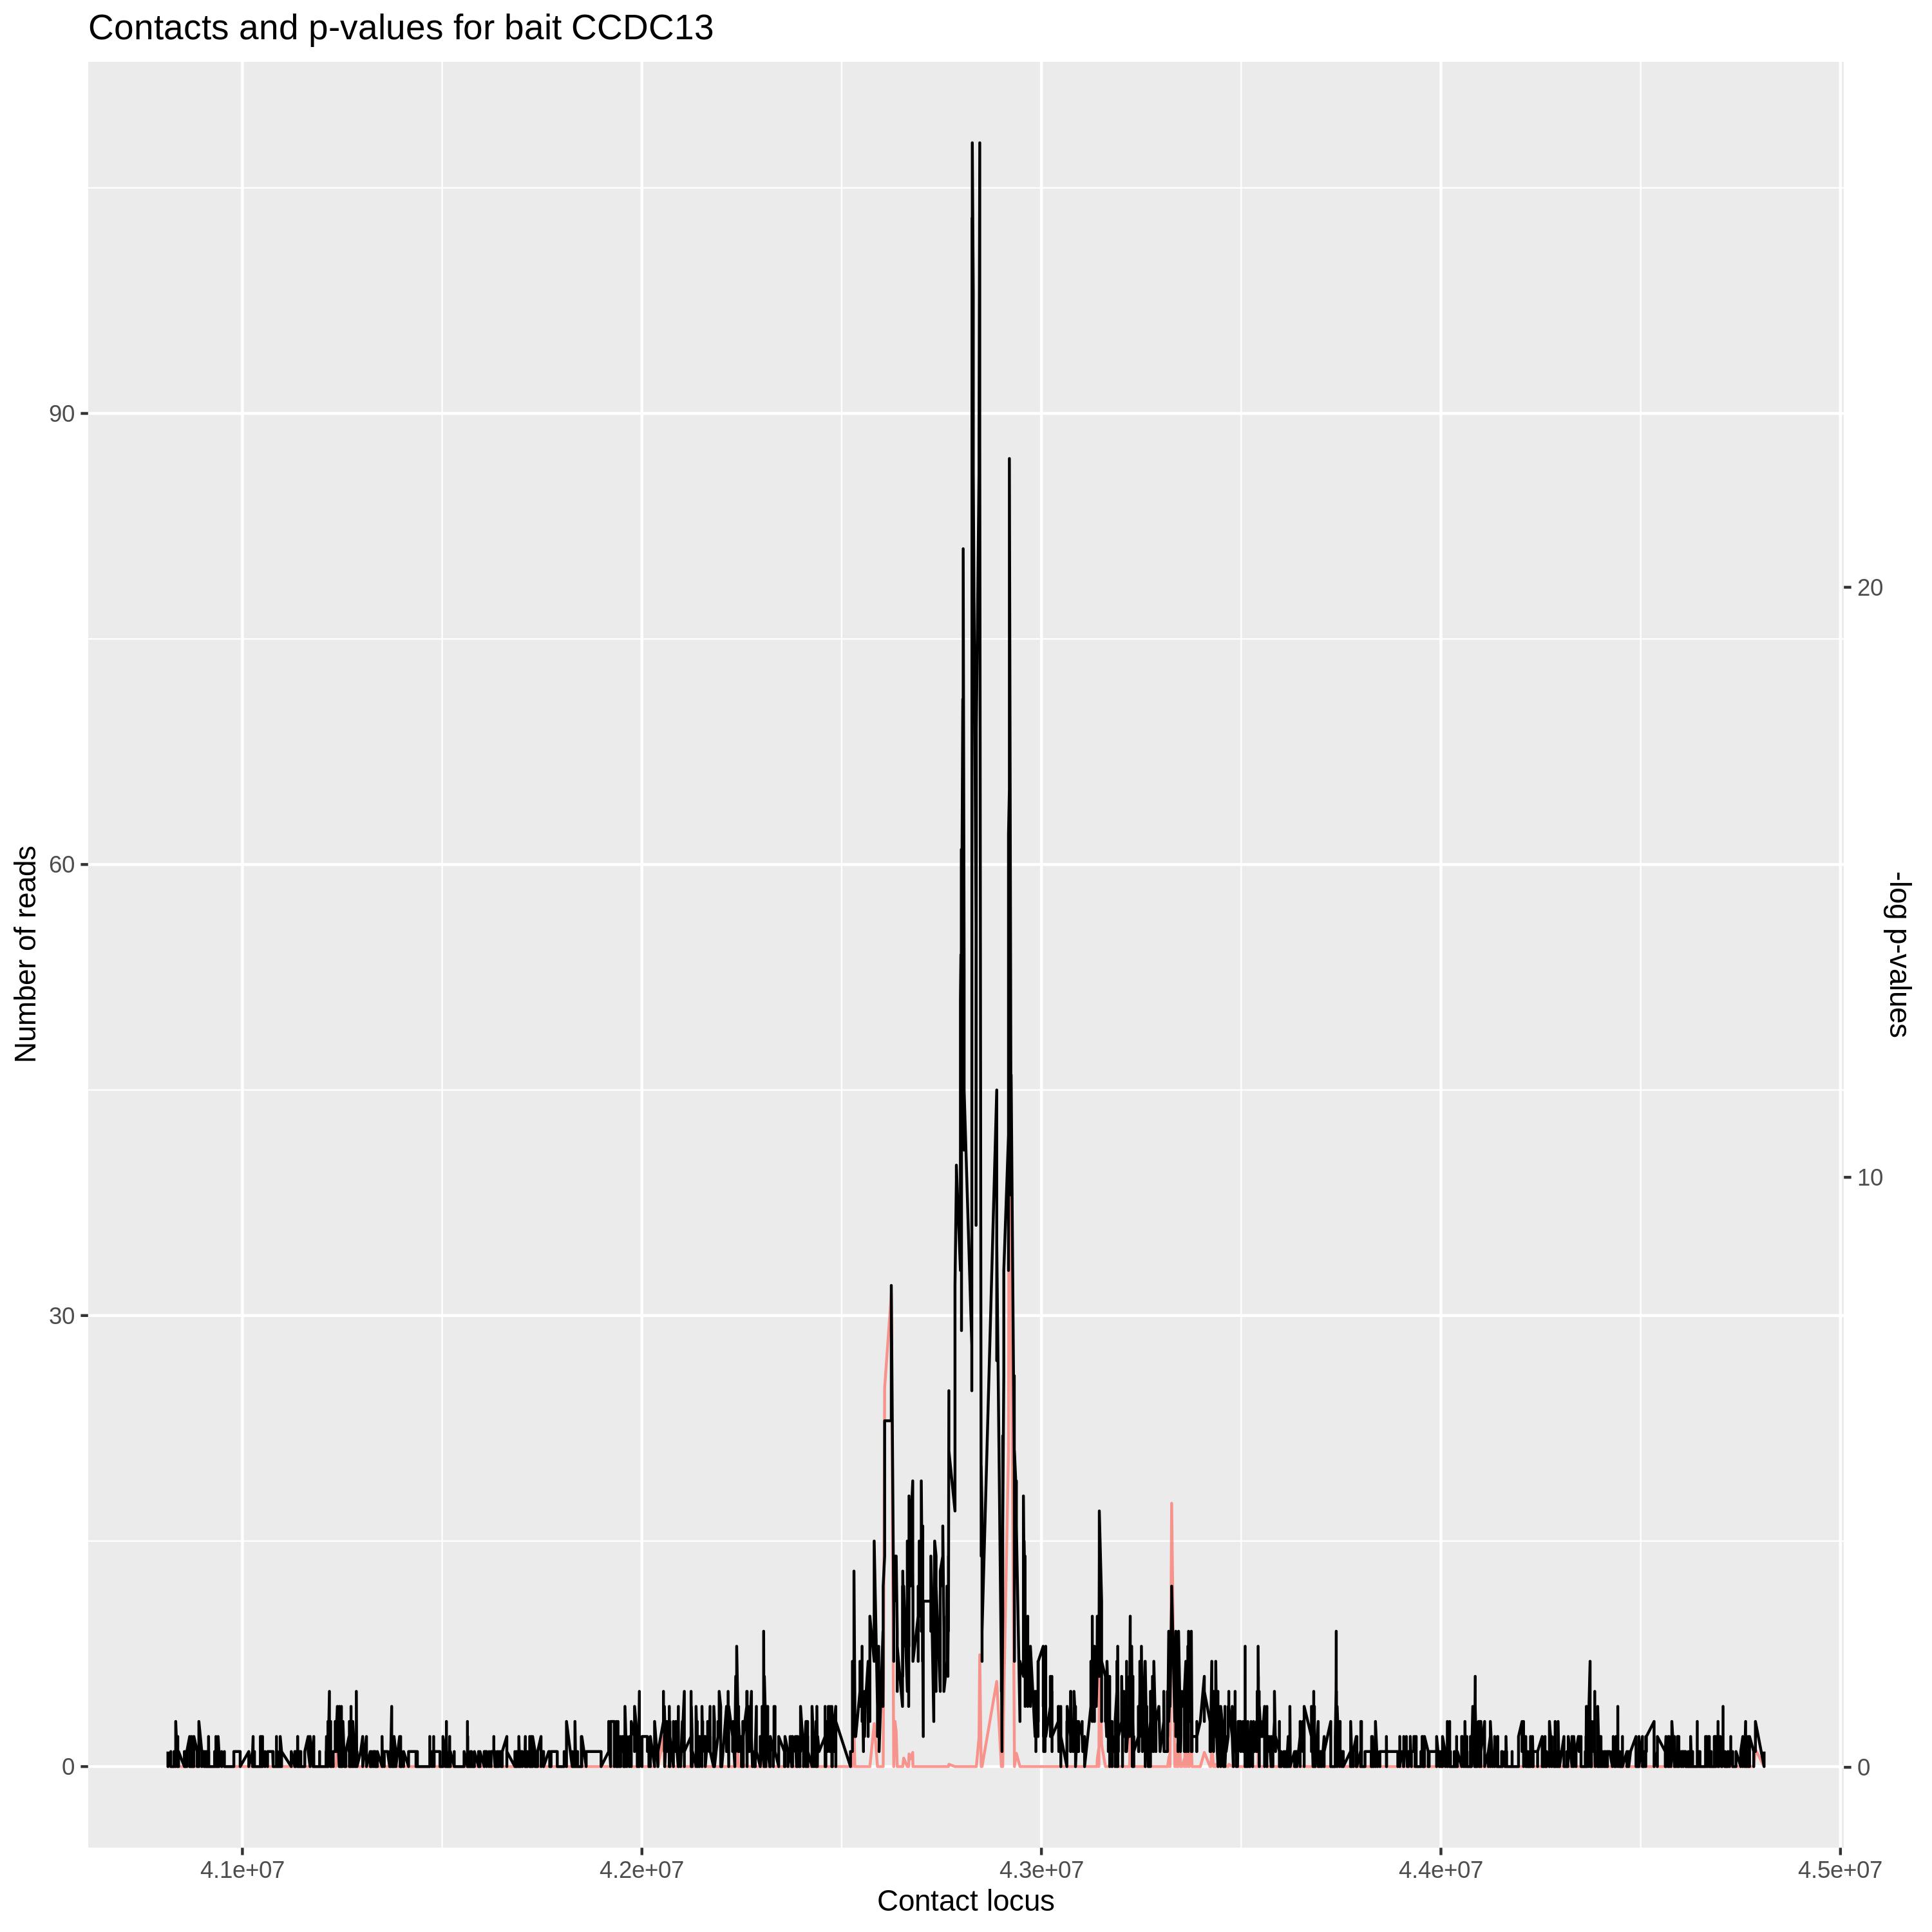 Contacts and p-values for bait CCDC13
90
60
30
0
Number of reads
20
10
0
-log p-values
4.1e+07 4.2e+07 4.3e+07 4.4e+07 4.5e+07
Contact locus